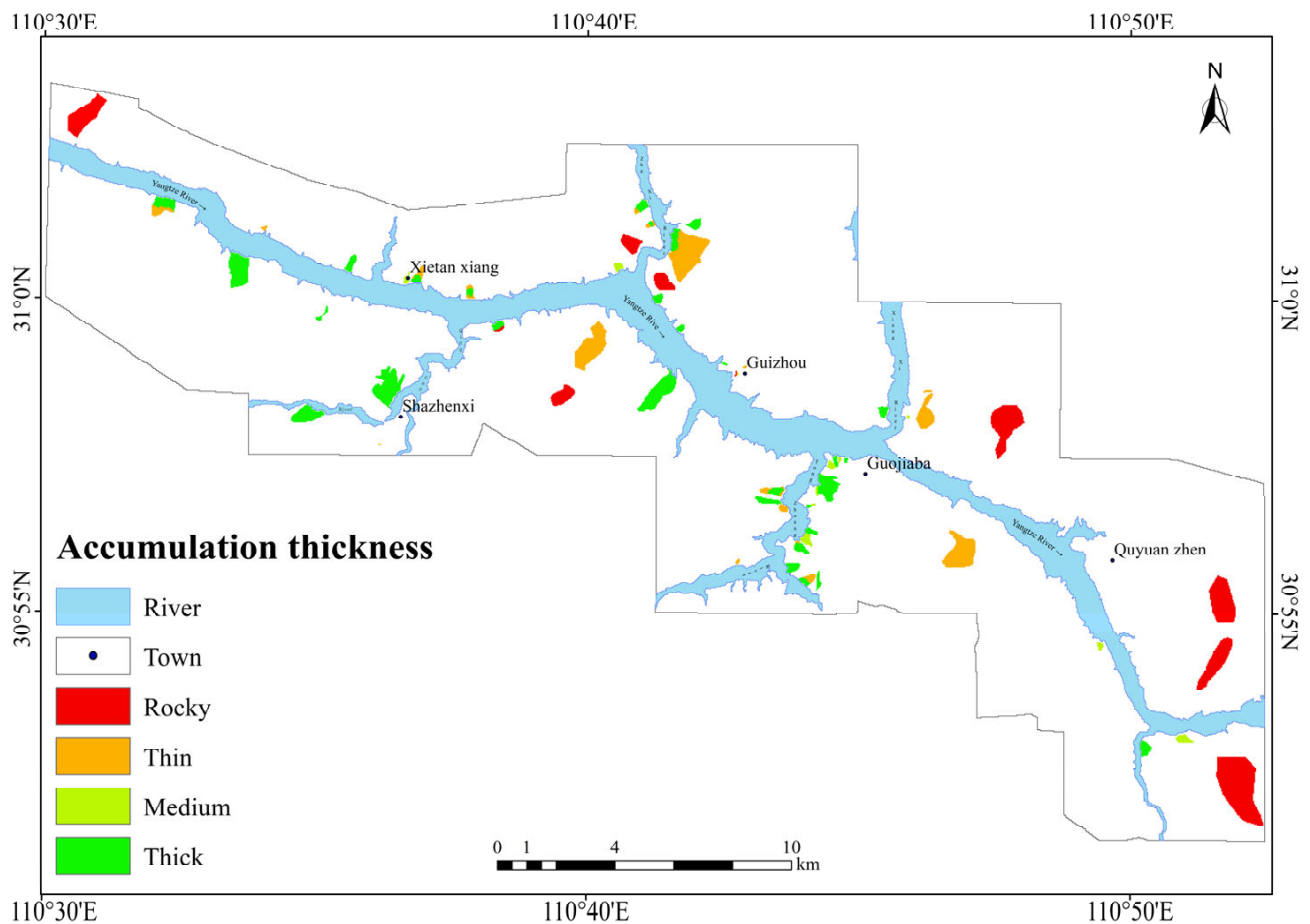 110°30'E
110°40'E
110°50'E
N
Yangtze River
Xietan xiang
31°0'N
31°0'N
Yangtze Rive
Guizhou
Shazhenxi
River
Guojiaba
Yangtze River
Quyuan zhen
30°55'N
30°55'N
Accumulation thickness
River
Town
Rocky
Thin
Medium
Thick
0 1 4 10
km
110°30'E
110°40'E
110°50'E